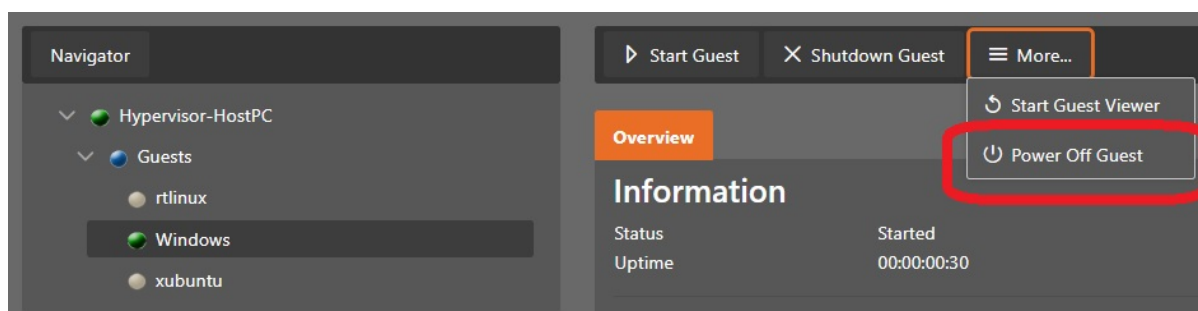 Navigator
Hypervisor-HostPC
Guests
rtlinux
Windows
xubuntu
Start Guest
Shutdown Guest
More...
Start Guest Viewer
Power Off Guest
Overview
Information
Status Started
Uptime 00:00:00:30